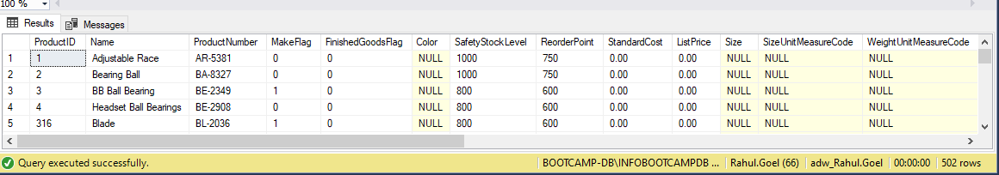 100 %
Results Messages
ProductID Name ProductNumber MakeFlag FinishedGoodsFlag Color SafetyStockLevel ReorderPoint StandardCost ListPrice Size SizeUnitMeasureCode WeightUnitMeasureCode
1 1 Adjustable Race AR-5381 0 0 NULL 1000 750 0.00 0.00 NULL NULL NULL
2 2 Bearing Ball BA-8327 0 0 NULL 1000 750 0.00 0.00 NULL NULL NULL
3 3 BB Ball Bearing BE-2349 1 0 NULL 800 600 0.00 0.00 NULL NULL NULL
4 4 Headset Ball Bearings BE-2908 0 0 NULL 800 600 0.00 0.00 NULL NULL NULL
5 316 Blade BL-2036 1 0 NULL 800 600 0.00 0.00 NULL NULL NULL
Query executed successfully. BOOTCAMP-DB\INFOBOOTCAMPDB ... Rahul.Goel (66) adw_Rahul.Goel 00:00:00 502 rows